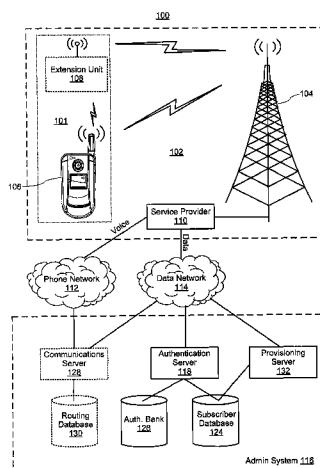 100
Extension Unit
108
101
104
102
106
Service Provider
110
Voice
Data
Phone Network
112
Data Network
114
Communications
Server
128
Authentication
Server
118
Provisioning
Server
132
Routing
Database
130
Auth. Bank
126
Subscriber
Database
124
Admin System 116